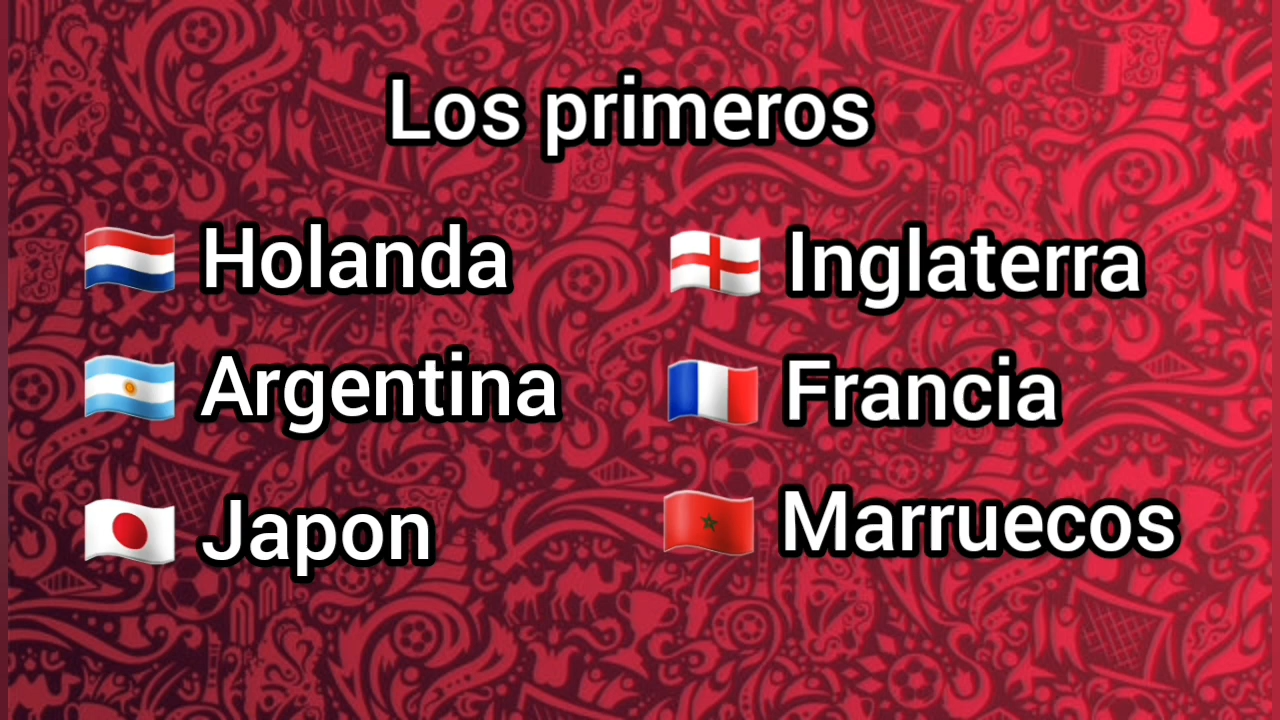 Los primeros
Holanda
Argentina
Japon
Inglaterra
Francia
Marruecos